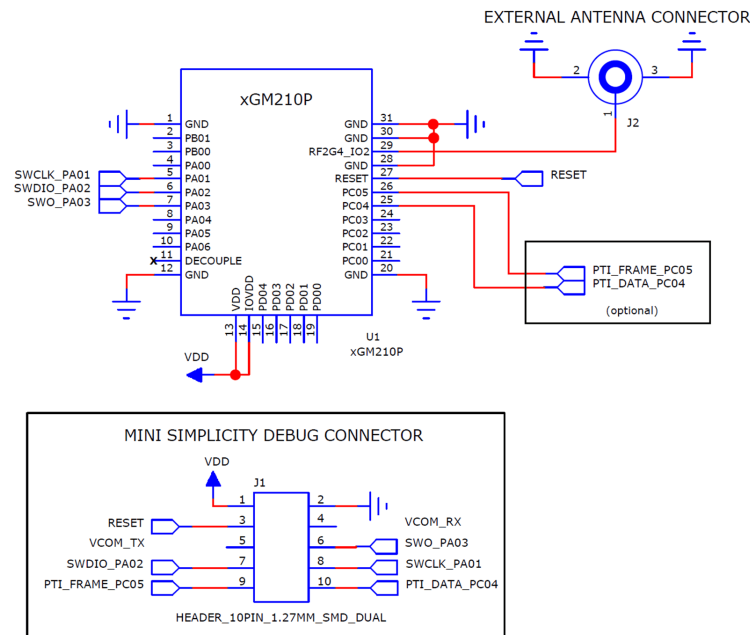 EXTERNAL ANTENNA CONNECTOR
2 3
1
J2
xGM210P
1 GND
2 PB01
3 PB00
4 PA00
SWCLK_PA01 5 PA01
SWDIO_PA02 6 PA02
SWO_PA03 7 PA03
8 PA04
9 PA05
10 PA06
x 11 DECOUPLE
12 GND
GND 31
GND 30
RF2G4_IO2 29
GND 28
RESET 27 RESET
PC05 26
PC04 25
PC03 24
PC02 23
PC01 22
PC00 21
GND 20
PTI_FRAME_PC05
PTI_DATA_PC04
(optional)
13 VDD
14 IOVDD
15 PD04
16 PD03
17 PD02
18 PD01
19 PD00
U1
xGM210P
VDD
MINI SIMPLICITY DEBUG CONNECTOR
VDD
J1
1 2
RESET 3 4 VCOM_RX
VCOM_TX 5 6 SWO_PA03
SWDIO_PA02 7 8 SWCLK_PA01
PTI_FRAME_PC05 9 10 PTI_DATA_PC04
HEADER_10PIN_1.27MM_SMD_DUAL